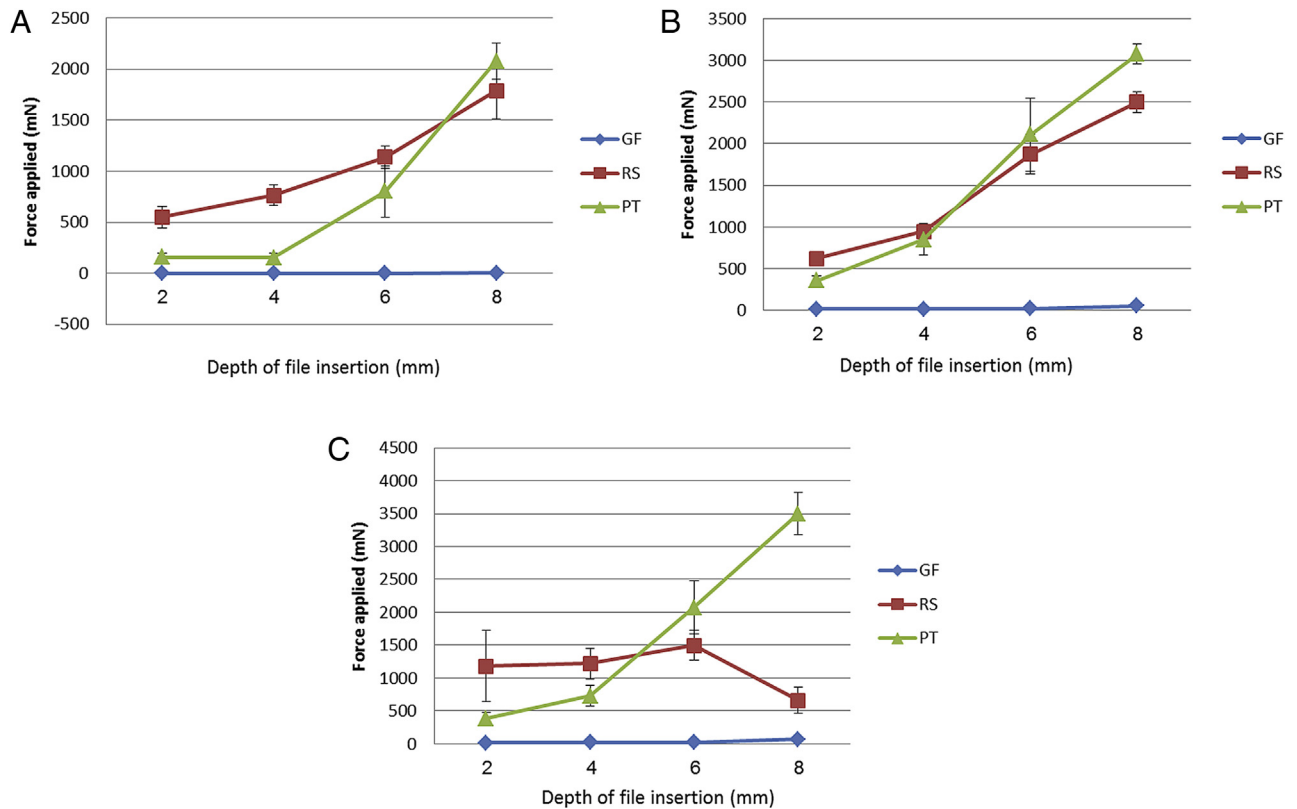 A
Force applied (mN)
2500
2000
1500
1000
500
0
-500
2 4 6 8
Depth of file insertion (mm)
GF
RS
PT
B
Force applied (mN)
3500
3000
2500
2000
1500
1000
500
0
2 4 6 8
Depth of file insertion (mm)
GF
RS
PT
C
Force applied (mN)
4500
4000
3500
3000
2500
2000
1500
1000
500
0
2 4 6 8
Depth of file insertion (mm)
GF
RS
PT